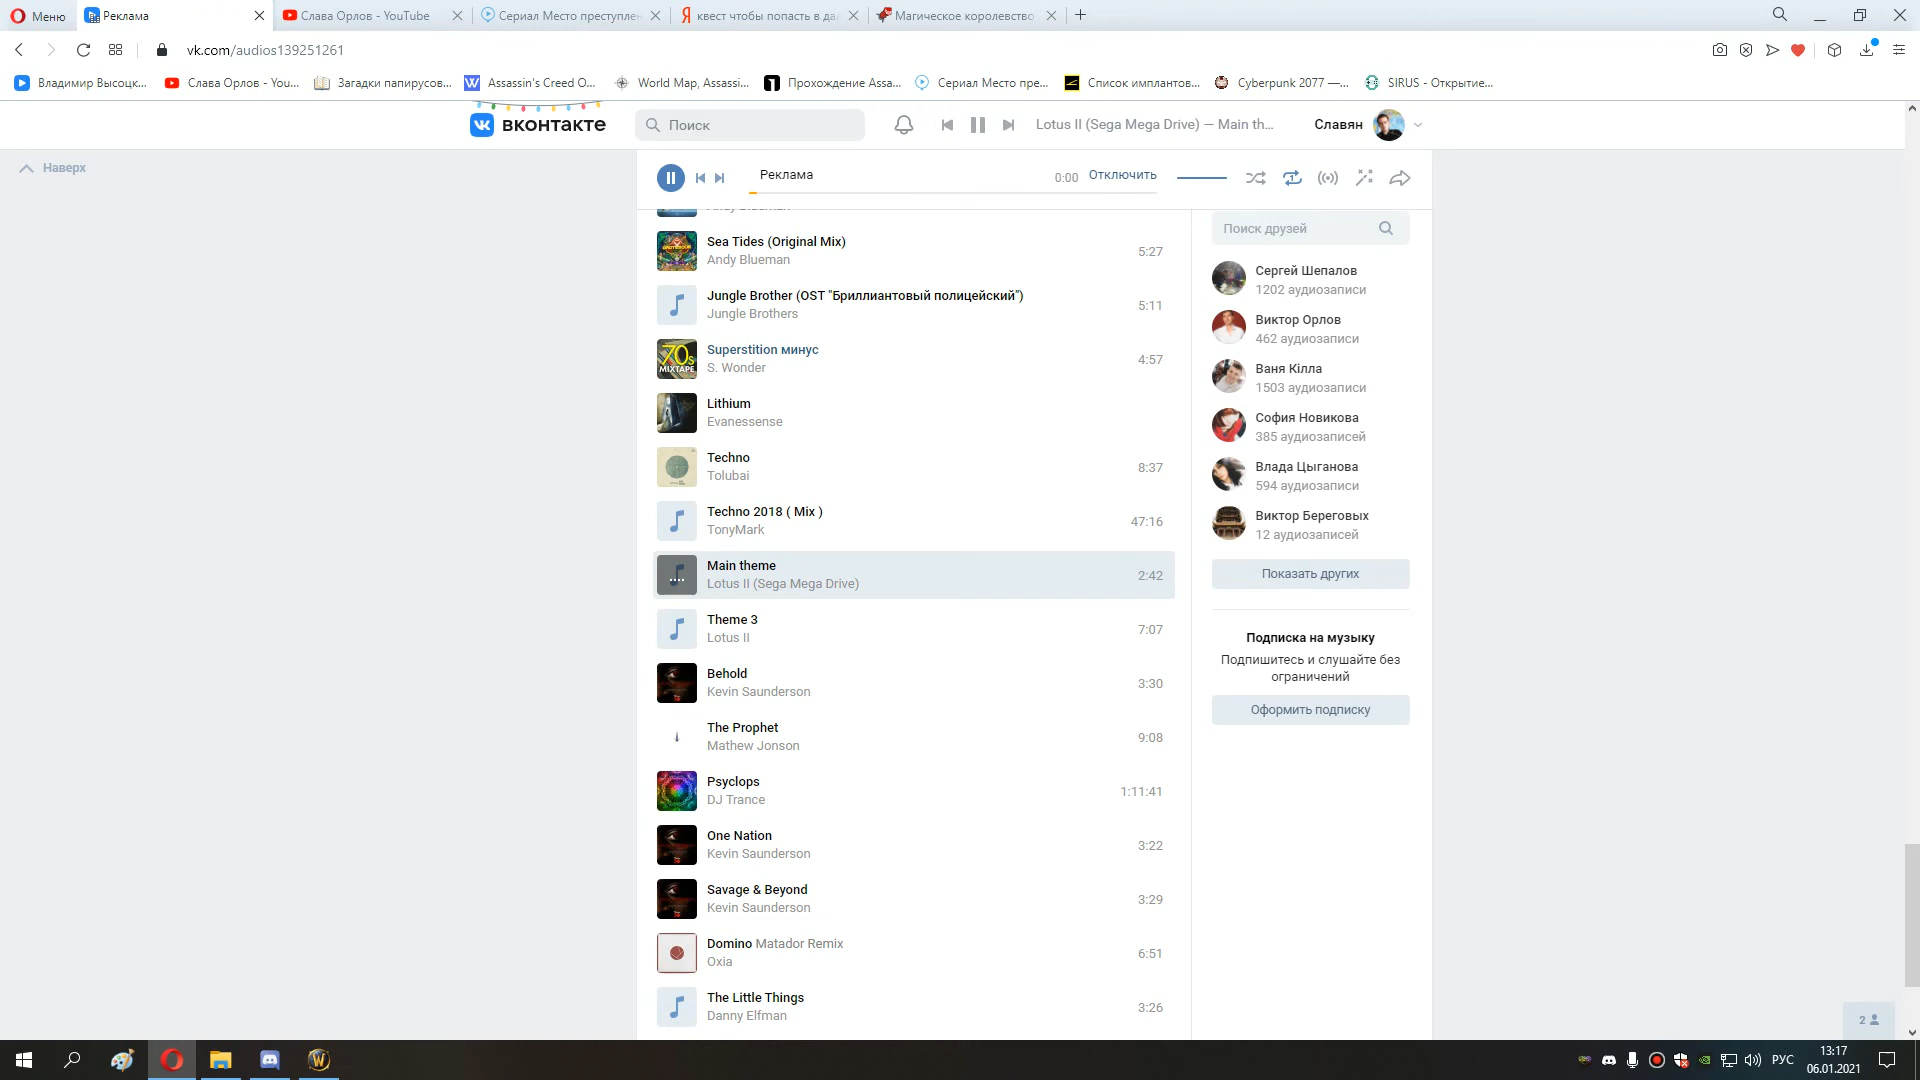 Меню
Реклама
Слава Орлов - YouTube
Сериал Место преступлен
квест чтобы попасть в да
Магическое королевство
vk.com/audios139251261
Владимир Высоцк...
Слава Орлов - You...
Загадки папирусов...
Assassin's Creed O...
World Map, Assassi...
Прохождение Assa...
Сериал Место пре...
Список имплантов...
Cyberpunk 2077 —...
SIRUS - Открытие...
вконтакте
Поиск
Lotus II (Sega Mega Drive) — Main th...
Славян
Наверх
Реклама
0:00
Отключить
Andy Blueman
Sea Tides (Original Mix)
Andy Blueman
5:27
Jungle Brother (OST "Бриллиантовый полицейский")
Jungle Brothers
5:11
70s
MIXTAPE
Superstition минус
S. Wonder
4:57
Lithium
Evanessense
Techno
Tolubai
8:37
Techno 2018 ( Mix )
TonyMark
47:16
Main theme
Lotus II (Sega Mega Drive)
2:42
Theme 3
Lotus II
7:07
Behold
Kevin Saunderson
3:30
The Prophet
Mathew Jonson
9:08
Psyclops
DJ Trance
1:11:41
One Nation
Kevin Saunderson
3:22
Savage & Beyond
Kevin Saunderson
3:29
Domino Matador Remix
Oxia
6:51
The Little Things
Danny Elfman
3:26
Поиск друзей
Сергей Шепалов
1202 аудиозаписи
Виктор Орлов
462 аудиозаписи
Ваня Кілла
1503 аудиозаписи
София Новикова
385 аудиозаписей
Влада Цыганова
594 аудиозаписи
Виктор Береговых
12 аудиозаписей
Показать других
Подписка на музыку
Подпишитесь и слушайте без
ограничений
Оформить подписку
2
РУС
13:17
06.01.2021